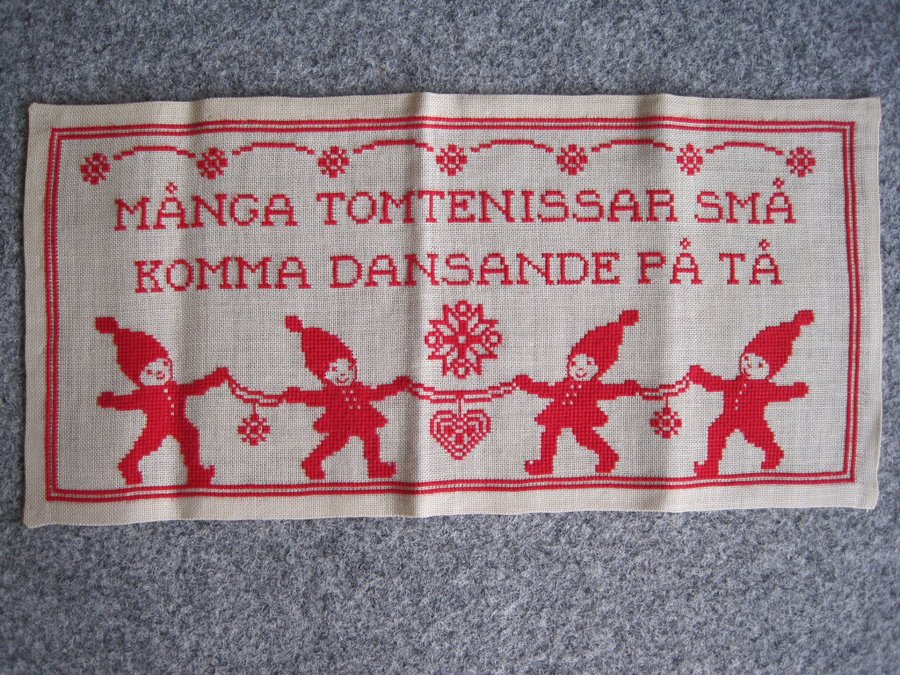 MÅNGA TOMTENISSAR SMÅ
KOMMA DANSANDE PÅ TÅ